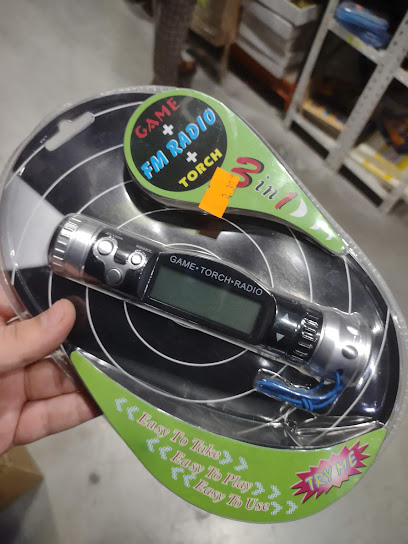 GAME
+
FM RADIO
+
TORCH
3 in 1
GAME·TORCH·RADIO
Easy To Take
Easy To Play
Easy To Use
TRY ME